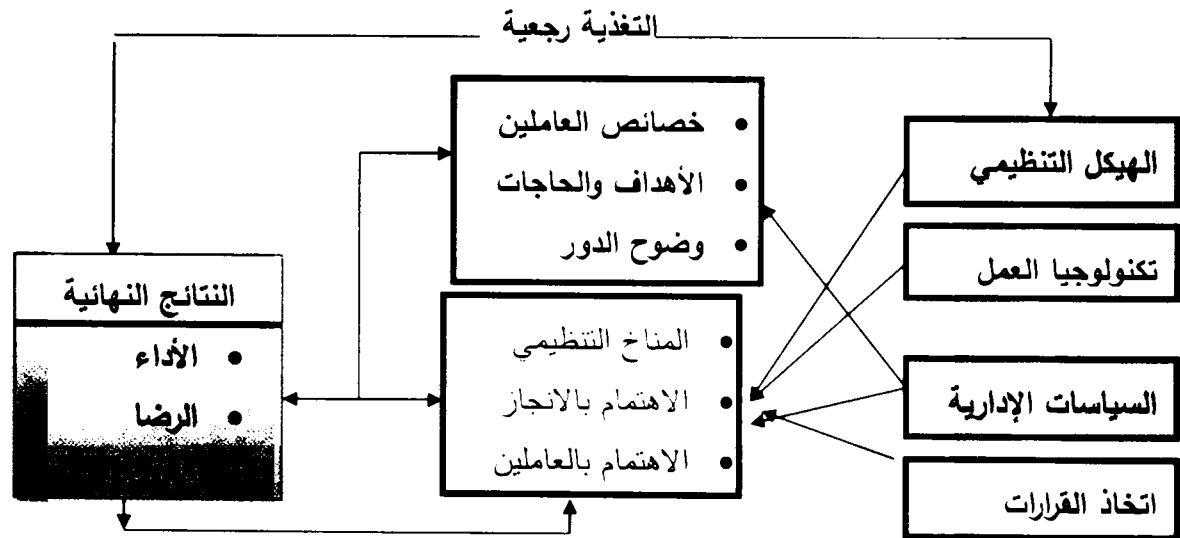 التغذية رجعية
الهيكل التنظيمي
تكنولوجيا العمل
السياسات الإدارية
اتخاذ القرارات
• خصائص العاملين
• الأهداف والحاجات
• وضوح الدور
• المناخ التنظيمي
• الاهتمام بالانجاز
• الاهتمام بالعاملين
النتائج النهائية
• الأداء
• الرضا